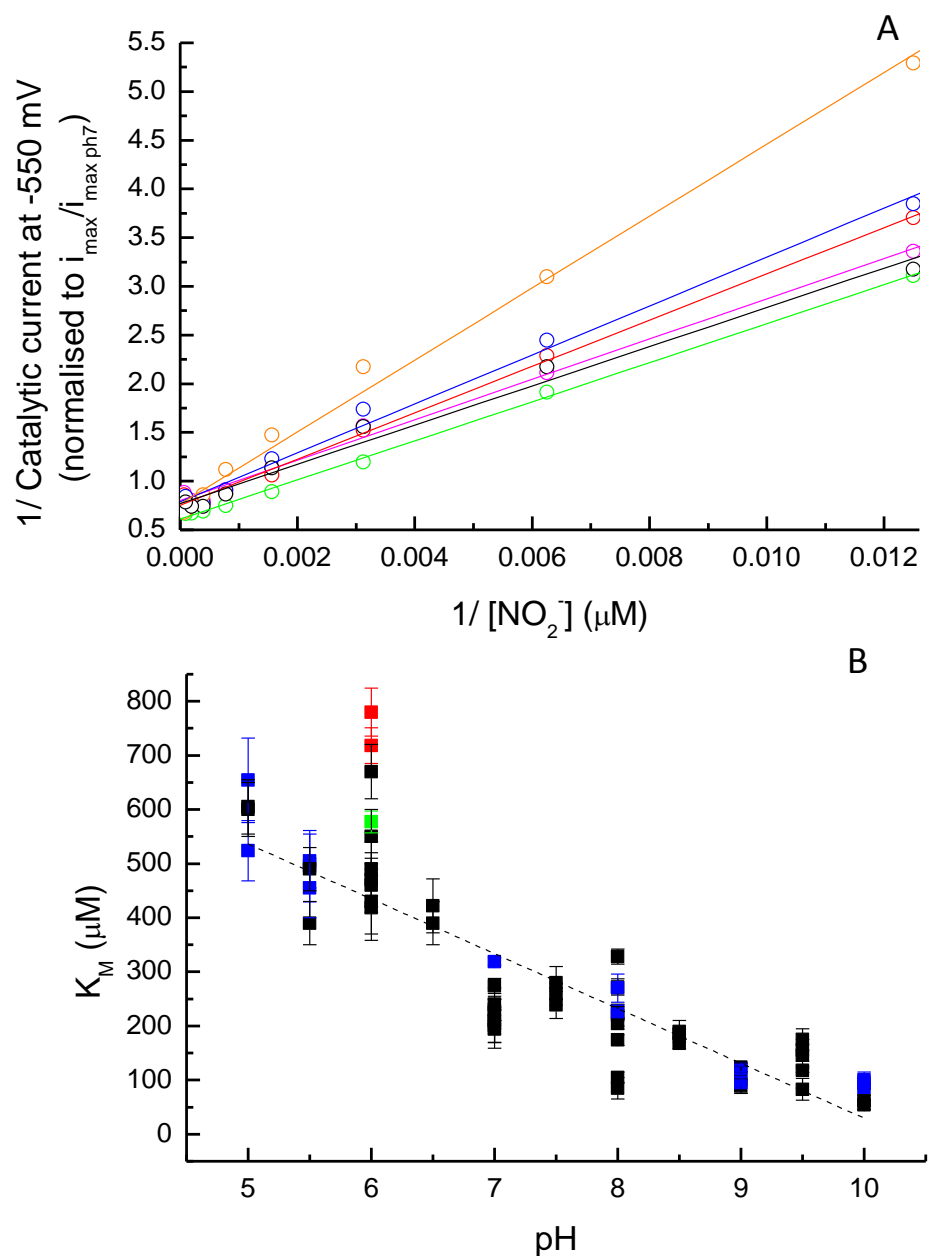 A
1/ Catalytic current at -550 mV
(normalised to i_max/i_max ph7)
5.5
5.0
4.5
4.0
3.5
3.0
2.5
2.0
1.5
1.0
0.5
0.000 0.002 0.004 0.006 0.008 0.010 0.012
1/ [NO₂⁻] (μM)
B
K_M (μM)
800
700
600
500
400
300
200
100
0
5 6 7 8 9 10
pH